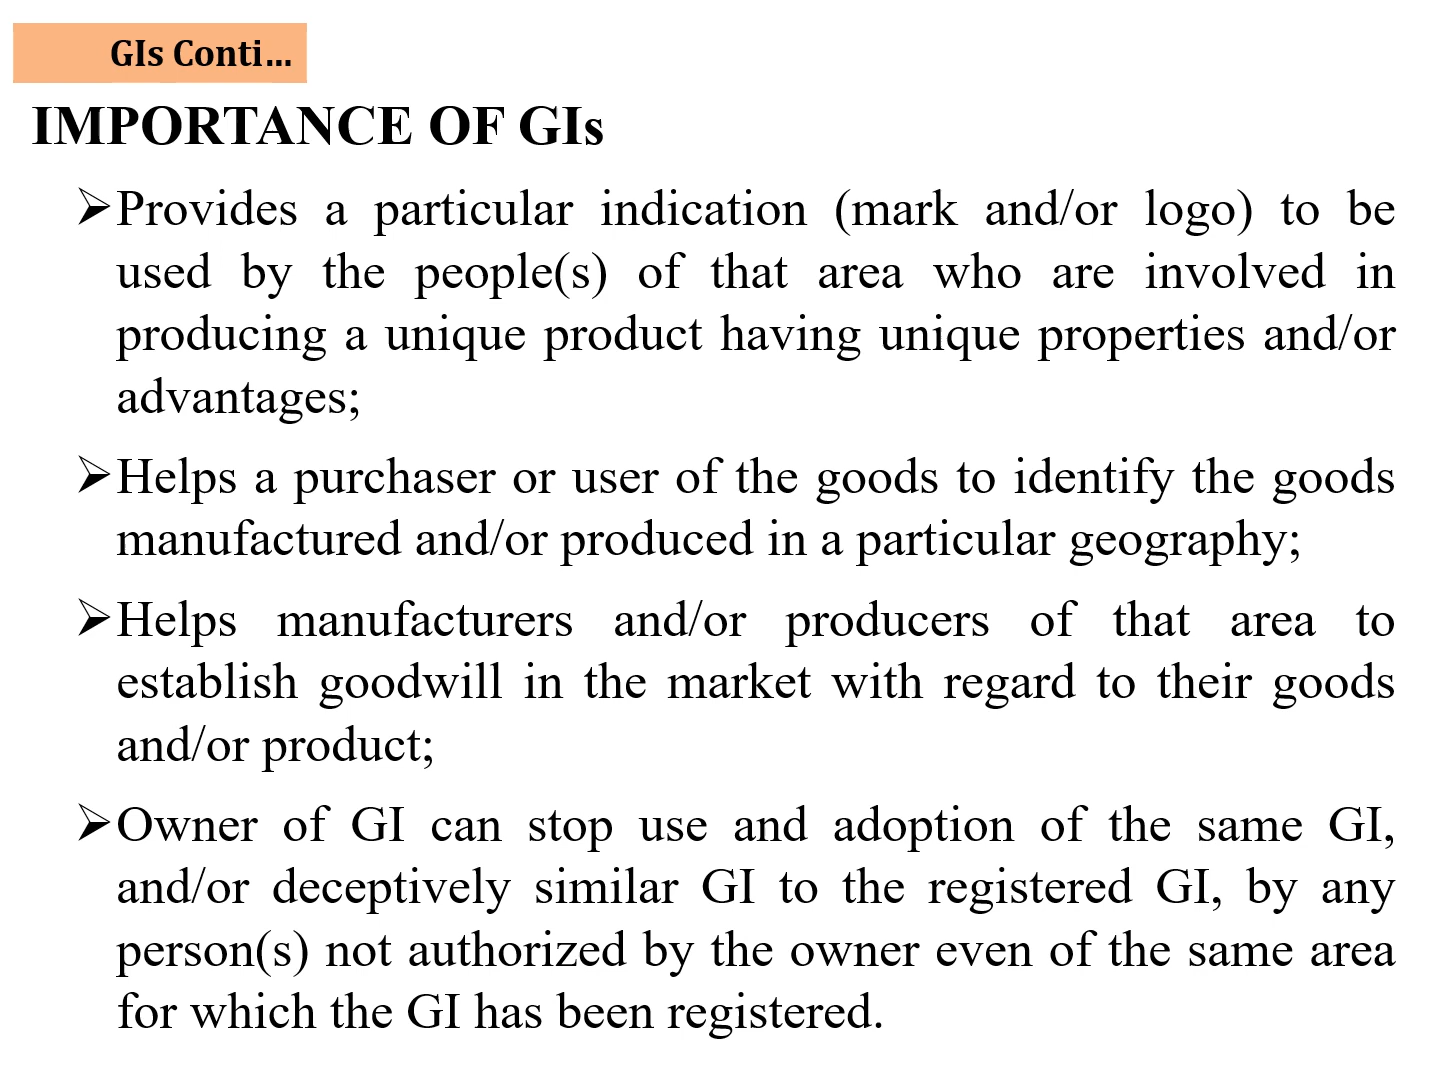 GIs Conti...
IMPORTANCE OF GIs
➢Provides a particular indication (mark and/or logo) to be
used by the people(s) of that area who are involved in
producing a unique product having unique properties and/or
advantages;
➢Helps a purchaser or user of the goods to identify the goods
manufactured and/or produced in a particular geography;
➢Helps manufacturers and/or producers of that area to
establish goodwill in the market with regard to their goods
and/or product;
➢Owner of GI can stop use and adoption of the same GI,
and/or deceptively similar GI to the registered GI, by any
person(s) not authorized by the owner even of the same area
for which the GI has been registered.